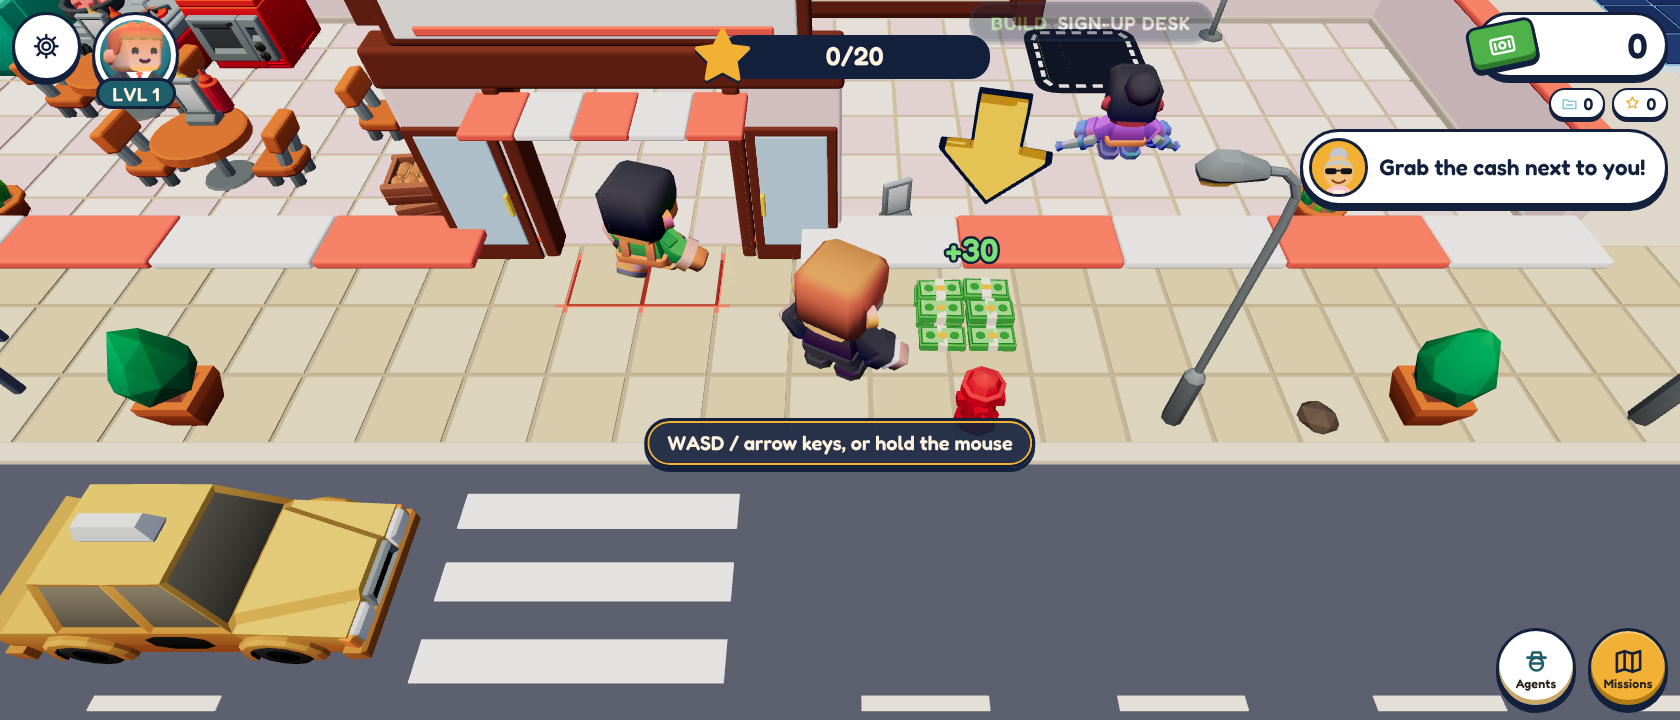 BUILD SIGN-UP DESK
0/20
0
LVL 1
0
0
Grab the cash next to you!
+30
WASD / arrow keys, or hold the mouse
Agents
Missions